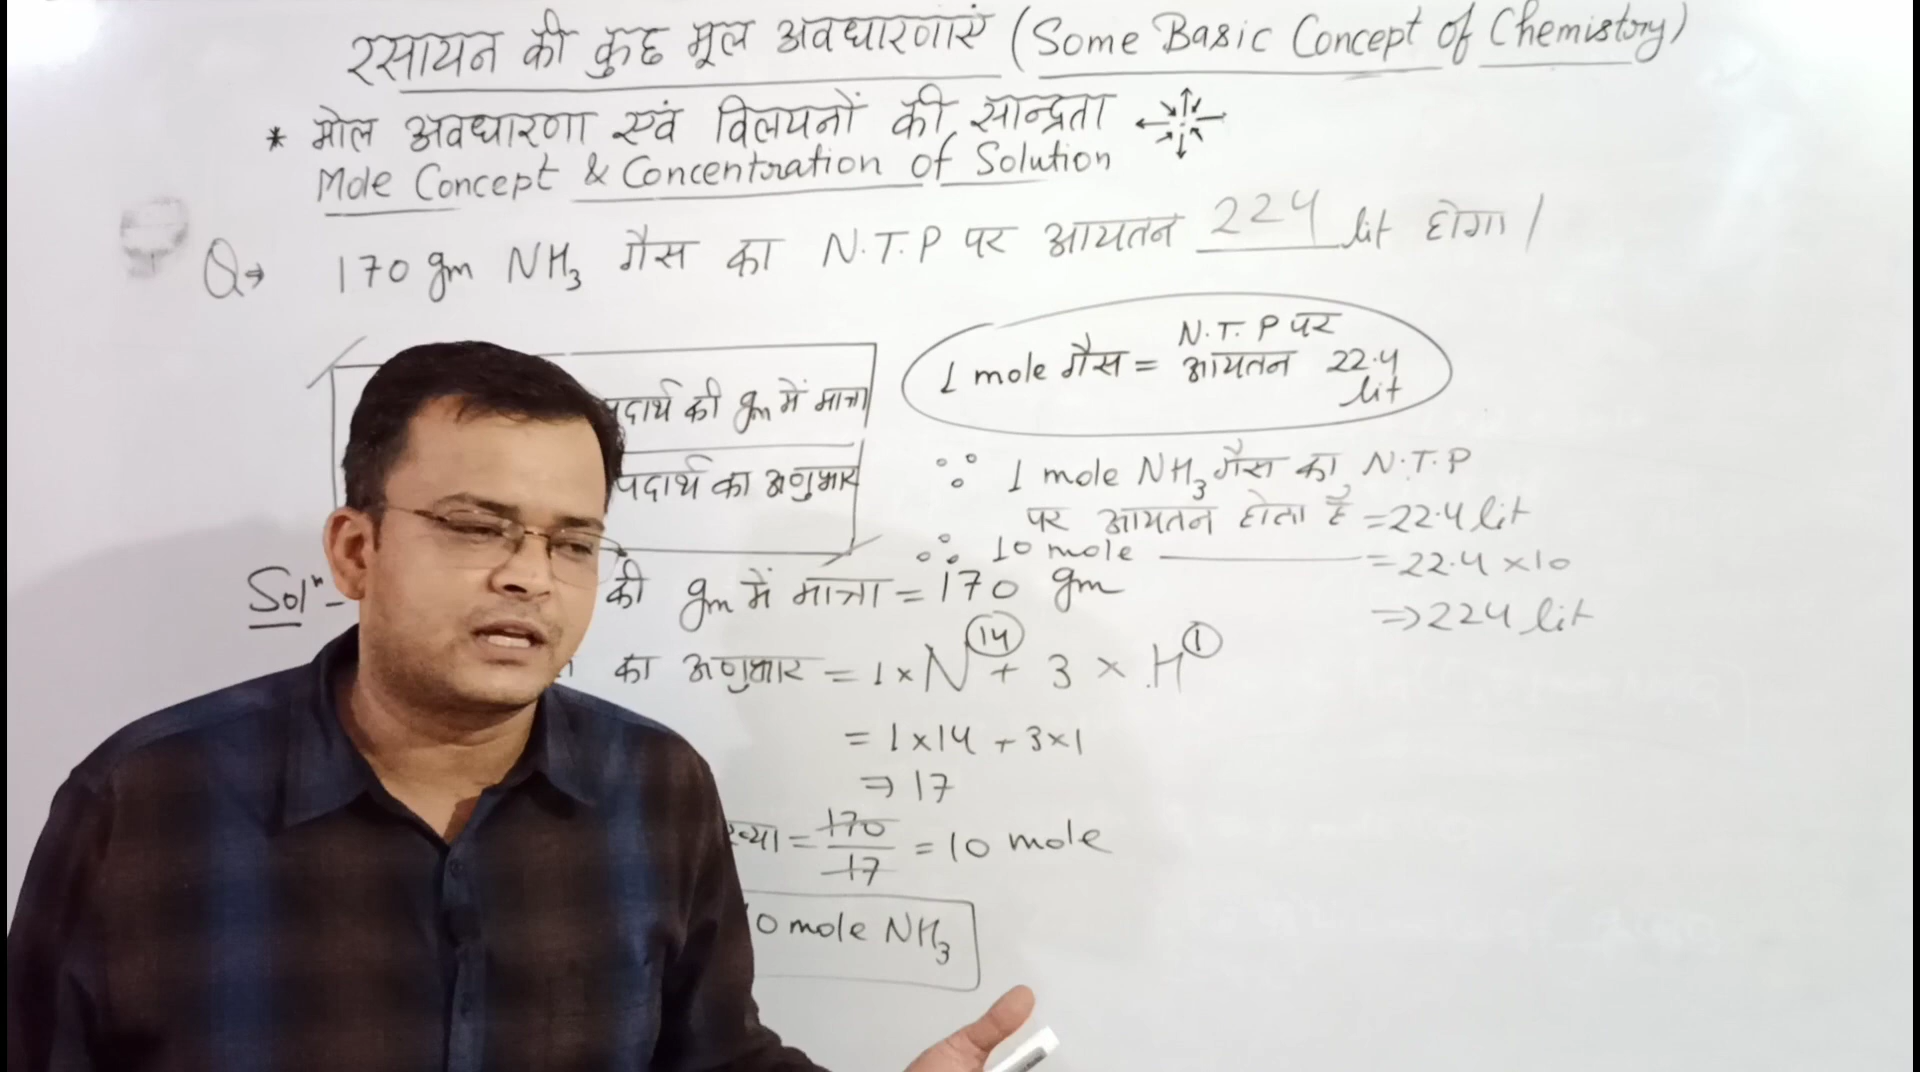 रसायन की कुछ मूल अवधारणाएं (Some Basic Concept of Chemistry)
* मोल अवधारणा एवं विलयनों की सान्द्रता
Mole Concept & Concentration of Solution
Q→ 170 gm NH₃ गैस का N.T.P पर आयतन 224 lit होगा।
पदार्थ की gm में मात्रा
पदार्थ का अणुभार
N.T.P पर
1 mole गैस = आयतन 22.4
lit
∵ 1 mole NH₃ गैस का N.T.P
पर आयतन होता है = 22.4 lit
∴ 10 mole ——— = 22.4 × 10
⇒ 224 lit
Solⁿ - की gm में मात्रा = 170 gm
14 1
का अणुभार = 1 × N + 3 × H
= 1 × 14 + 3 × 1
⇒ 17
ख्या = 170 / 17 = 10 mole
0 mole NH₃